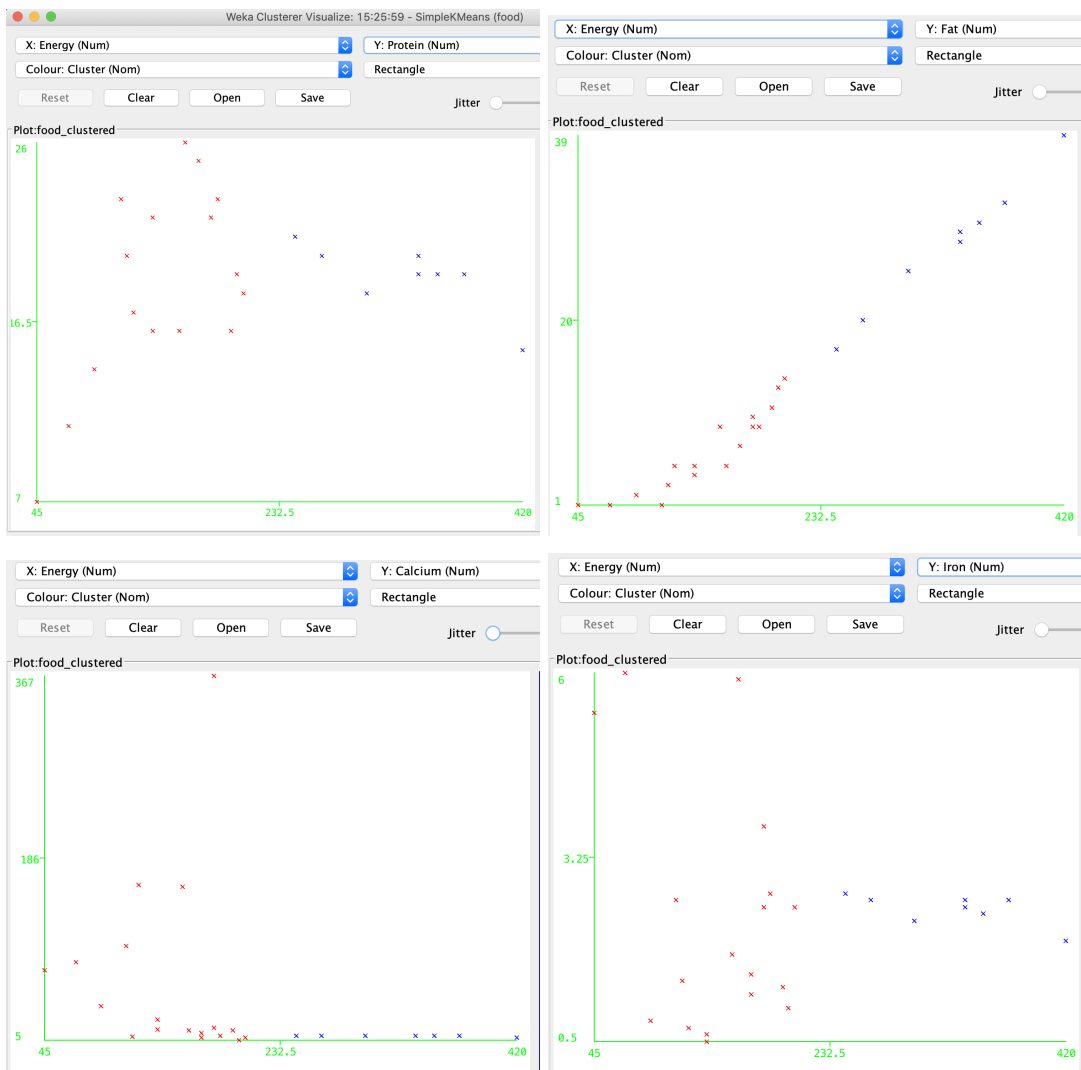 Weka Clusterer Visualize: 15:25:59 - SimpleKMeans (food)
X: Energy (Num)
Y: Protein (Num)
Colour: Cluster (Nom)
Rectangle
Reset
Clear
Open
Save
Jitter
Plot:food_clustered
26
16.5
7
45
232.5
420
X: Energy (Num)
Y: Fat (Num)
Colour: Cluster (Nom)
Rectangle
Reset
Clear
Open
Save
Jitter
Plot:food_clustered
39
20
1
45
232.5
420
X: Energy (Num)
Y: Calcium (Num)
Colour: Cluster (Nom)
Rectangle
Reset
Clear
Open
Save
Jitter
Plot:food_clustered
367
186
5
45
232.5
420
X: Energy (Num)
Y: Iron (Num)
Colour: Cluster (Nom)
Rectangle
Reset
Clear
Open
Save
Jitter
Plot:food_clustered
6
3.25
0.5
45
232.5
420